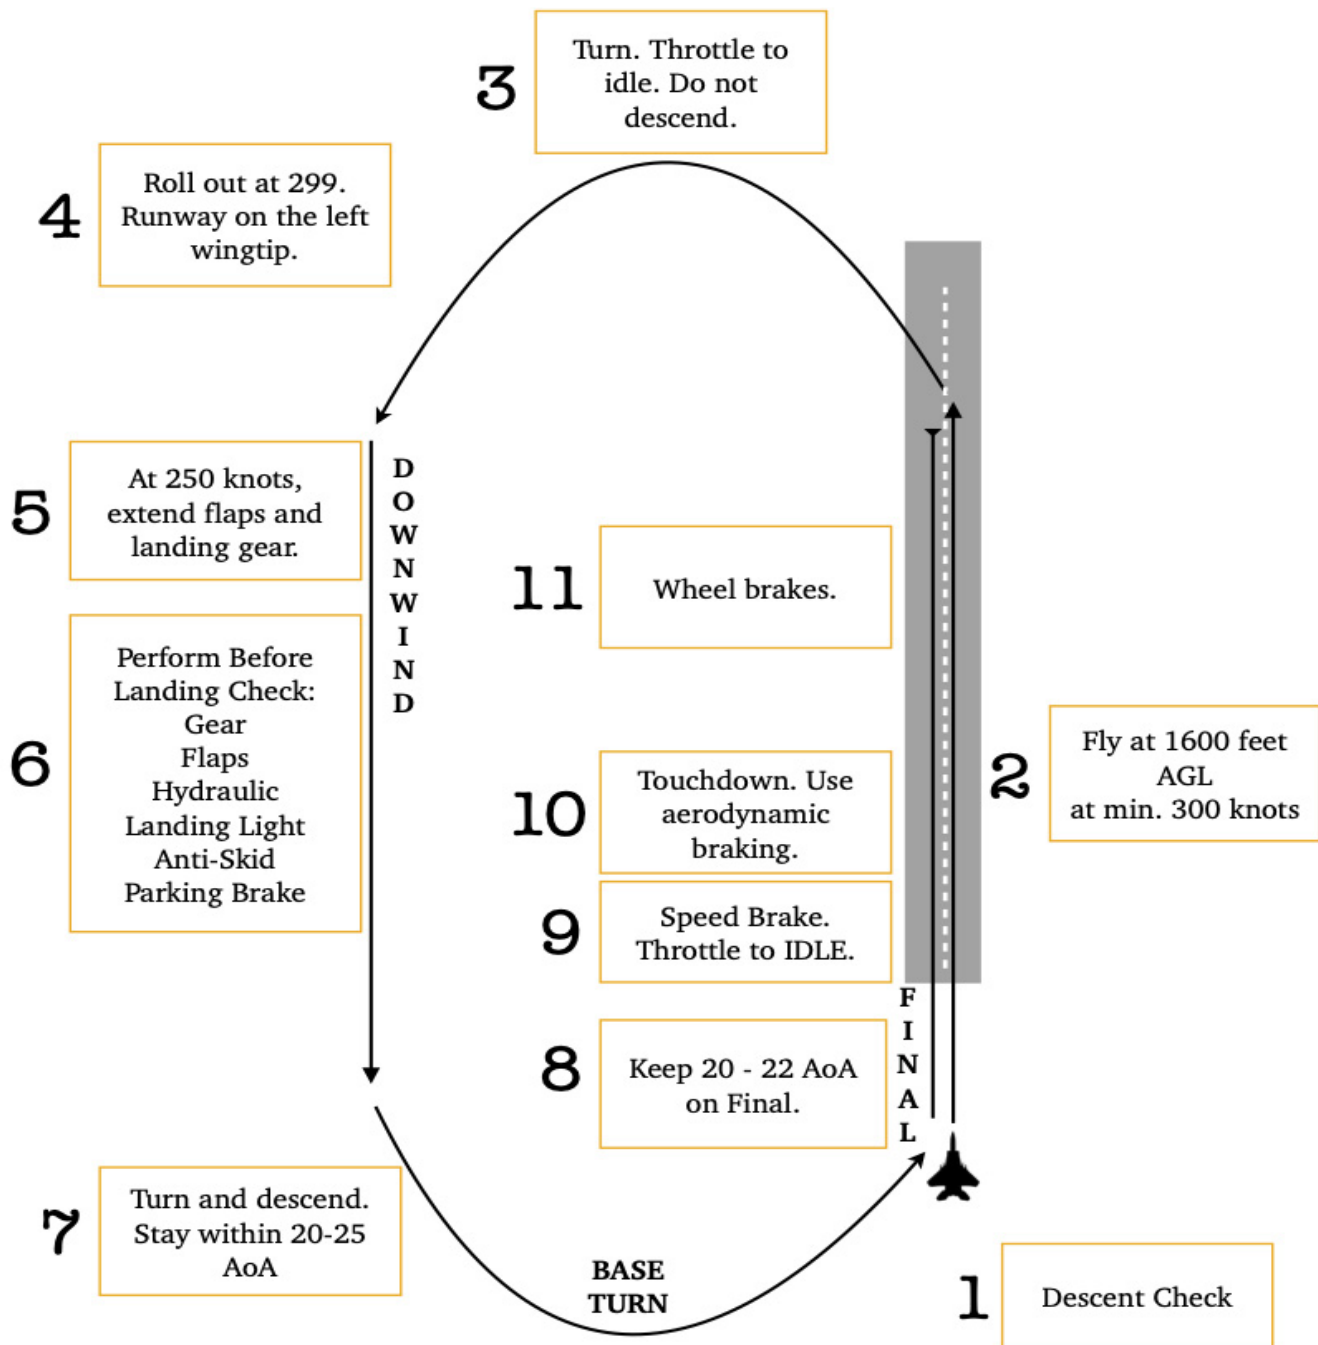 3
Turn. Throttle to
idle. Do not
descend.
4
Roll out at 299.
Runway on the left
wingtip.
5
At 250 knots,
extend flaps and
landing gear.
DOWNWIND
6
Perform Before
Landing Check:
Gear
Flaps
Hydraulic
Landing Light
Anti-Skid
Parking Brake
11
Wheel brakes.
2
Fly at 1600 feet
AGL
at min. 300 knots
10
Touchdown. Use
aerodynamic
braking.
9
Speed Brake.
Throttle to IDLE.
8
Keep 20 - 22 AoA
on Final.
FINAL
7
Turn and descend.
Stay within 20-25
AoA
BASE
TURN
1
Descent Check